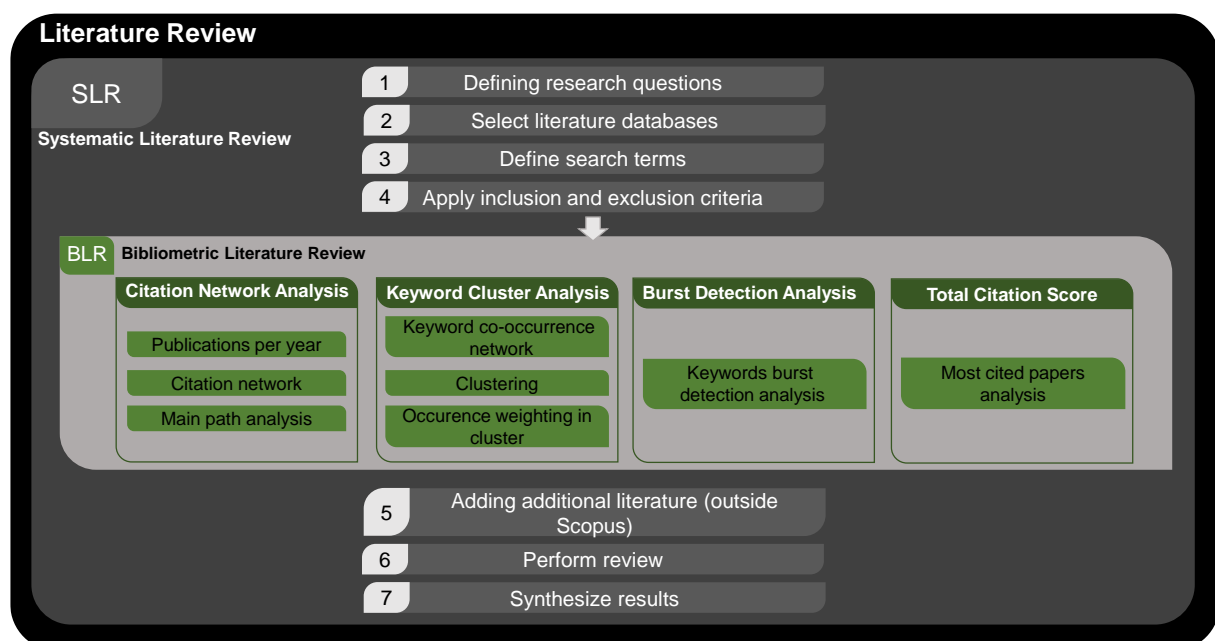 Literature Review
SLR
Systematic Literature Review
1 Defining research questions
2 Select literature databases
3 Define search terms
4 Apply inclusion and exclusion criteria
BLR Bibliometric Literature Review
Citation Network Analysis
Publications per year
Citation network
Main path analysis
Keyword Cluster Analysis
Keyword co-occurrence
network
Clustering
Occurence weighting in
cluster
Burst Detection Analysis
Keywords burst
detection analysis
Total Citation Score
Most cited papers
analysis
5 Adding additional literature (outside
Scopus)
6 Perform review
7 Synthesize results